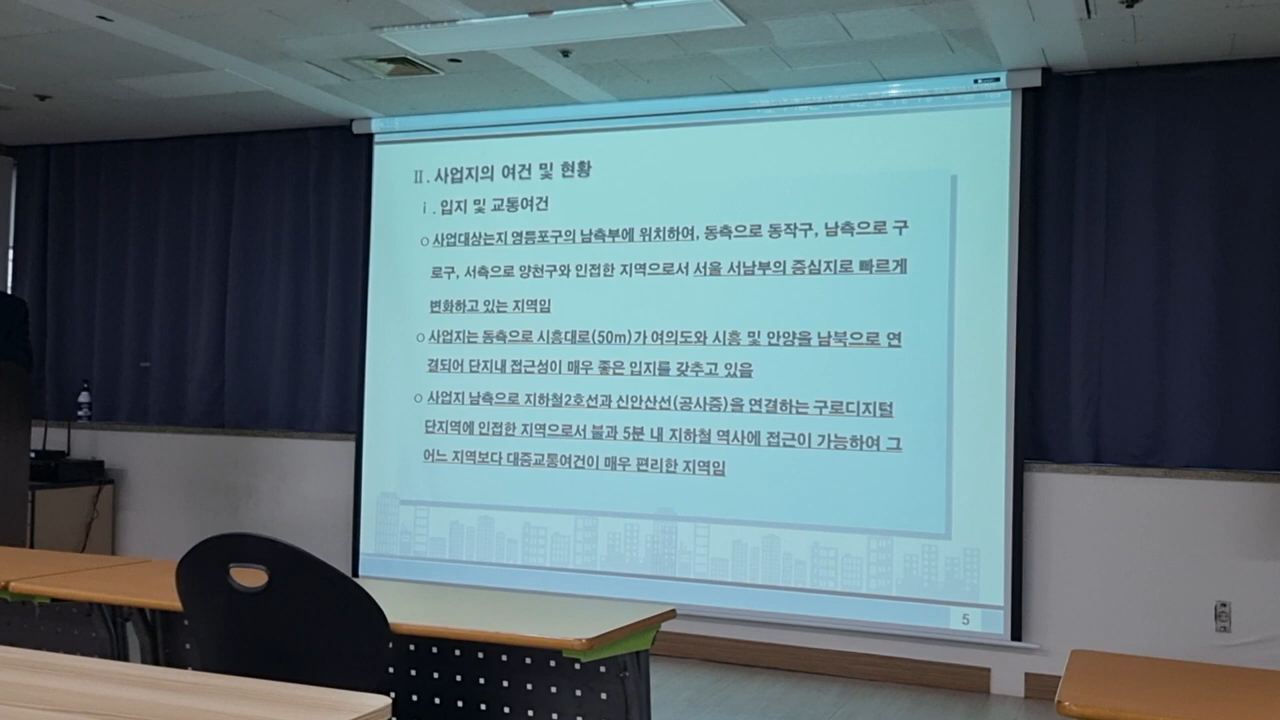 Ⅱ. 사업지의 여건 및 현황
ⅰ. 입지 및 교통여건
○ 사업대상는지 영등포구의 남측부에 위치하여, 동측으로 동작구, 남측으로 구
로구, 서측으로 양천구와 인접한 지역으로서 서울 서남부의 중심지로 빠르게
변화하고 있는 지역임
○ 사업지는 동측으로 시흥대로(50m)가 여의도와 시흥 및 안양을 남북으로 연
결되어 단지내 접근성이 매우 좋은 입지를 갖추고 있음
○ 사업지 남측으로 지하철2호선과 신안산선(공사중)을 연결하는 구로디지털
단지역에 인접한 지역으로서 불과 5분 내 지하철 역사에 접근이 가능하여 그
어느 지역보다 대중교통여건이 매우 편리한 지역임
5